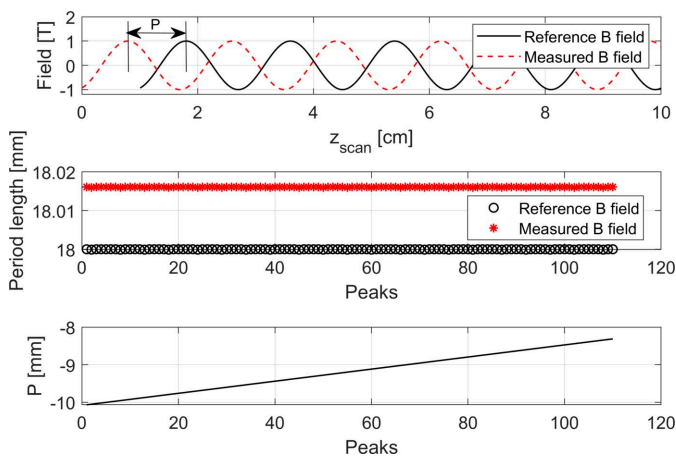 P
Field [T]
2
1
0
-1
Reference B field
Measured B field
0 2 4 6 8 10
z_scan [cm]
Period length [mm]
18.02
18.01
18
Reference B field
Measured B field
0 20 40 60 80 100 120
Peaks
P [mm]
-8
-9
-10
0 20 40 60 80 100 120
Peaks